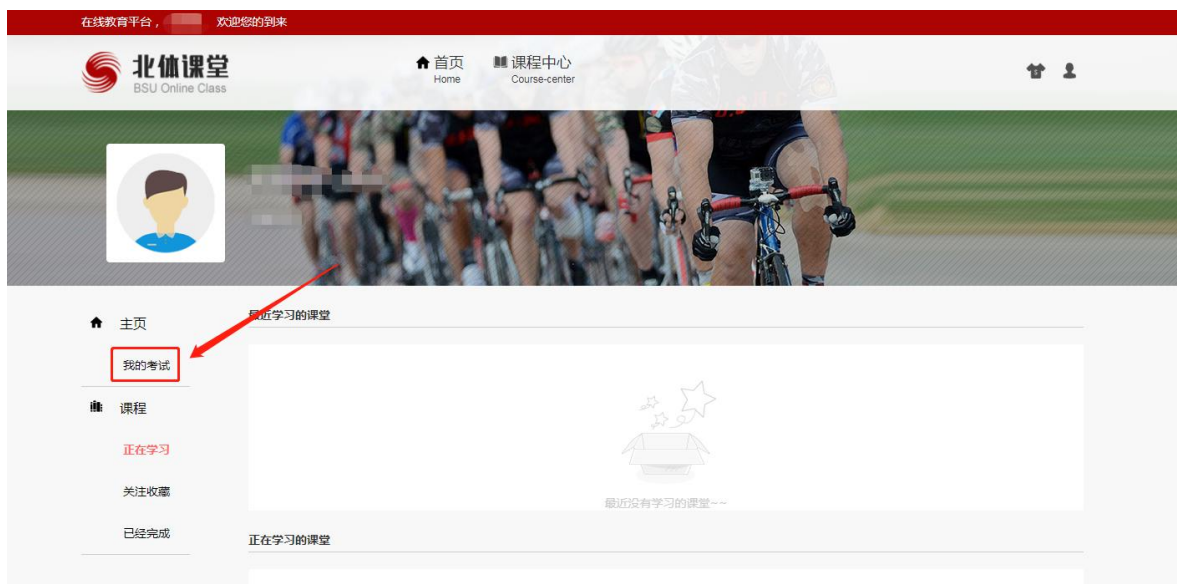 在线教育平台， 欢迎您的到来
北体课堂
BSU Online Class
首页
Home
课程中心
Course-center
主页
我的考试
课程
正在学习
关注收藏
已经完成
最近学习的课堂
最近没有学习的课堂~~
正在学习的课堂